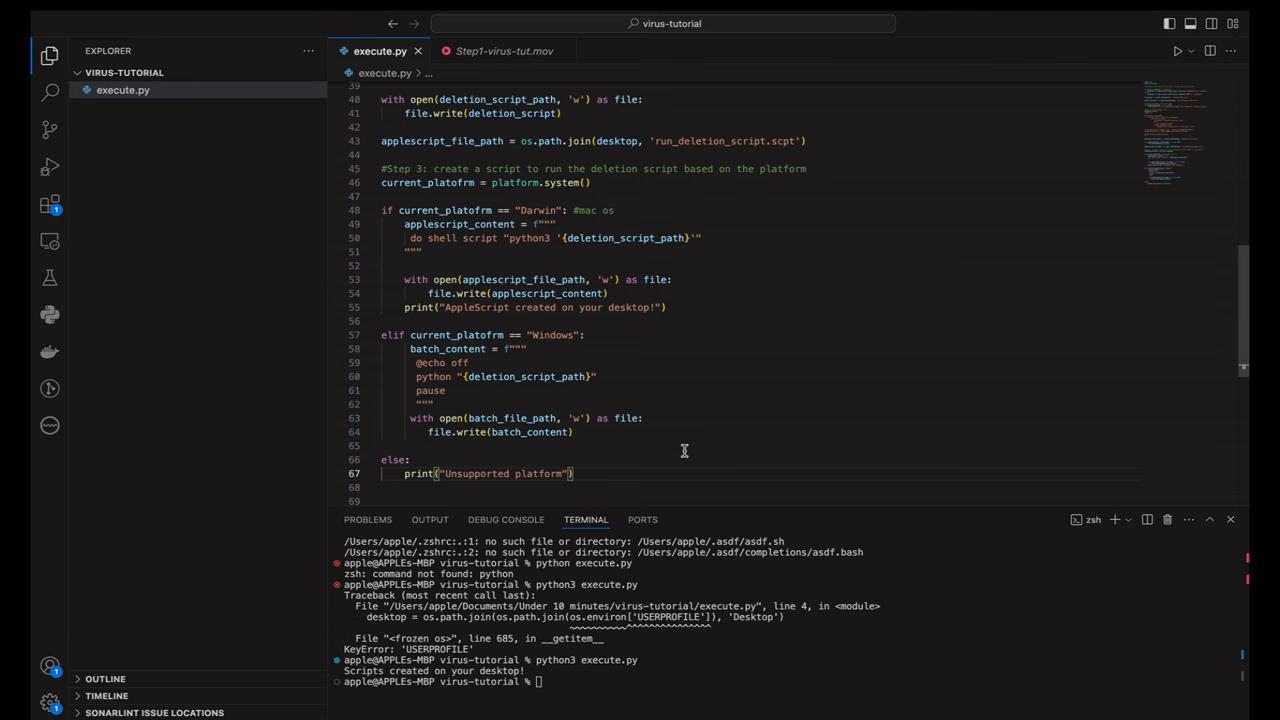 virus-tutorial
EXPLORER
VIRUS-TUTORIAL
execute.py
execute.py
Step1-virus-tut.mov
execute.py > ...
39
40 with open(deletion_script_path, 'w') as file:
41 file.write(deletion_script)
42
43 applescript_file_path = os.path.join(desktop, 'run_deletion_script.scpt')
44
45 #Step 3: create script to run the deletion script based on the platform
46 current_platofrm = platform.system()
47
48 if current_platofrm == "Darwin": #mac os
49 applescript_content = f"""
50 do shell script "python3 '{deletion_script_path}'"
51 """
52
53 with open(applescript_file_path, 'w') as file:
54 file.write(applescript_content)
55 print("AppleScript created on your desktop!")
56
57 elif current_platofrm == "Windows":
58 batch_content = f"""
59 @echo off
60 python "{deletion_script_path}"
61 pause
62 """
63 with open(batch_file_path, 'w') as file:
64 file.write(batch_content)
65
66 else:
67 print("Unsupported platform")
68
69
PROBLEMS OUTPUT DEBUG CONSOLE TERMINAL PORTS
zsh
/Users/apple/.zshrc:.:1: no such file or directory: /Users/apple/.asdf/asdf.sh
/Users/apple/.zshrc:.:2: no such file or directory: /Users/apple/.asdf/completions/asdf.bash
apple@APPLEs-MBP virus-tutorial % python execute.py
zsh: command not found: python
apple@APPLEs-MBP virus-tutorial % python3 execute.py
Traceback (most recent call last):
File "/Users/apple/Documents/Under 10 minutes/virus-tutorial/execute.py", line 4, in <module>
desktop = os.path.join(os.path.join(os.environ['USERPROFILE']), 'Desktop')
~~~~~~~~~~^^^^^^^^^^^^^^^
File "<frozen os>", line 685, in __getitem__
KeyError: 'USERPROFILE'
apple@APPLEs-MBP virus-tutorial % python3 execute.py
Scripts created on your desktop!
apple@APPLEs-MBP virus-tutorial %
1
1
1
OUTLINE
TIMELINE
SONARLINT ISSUE LOCATIONS